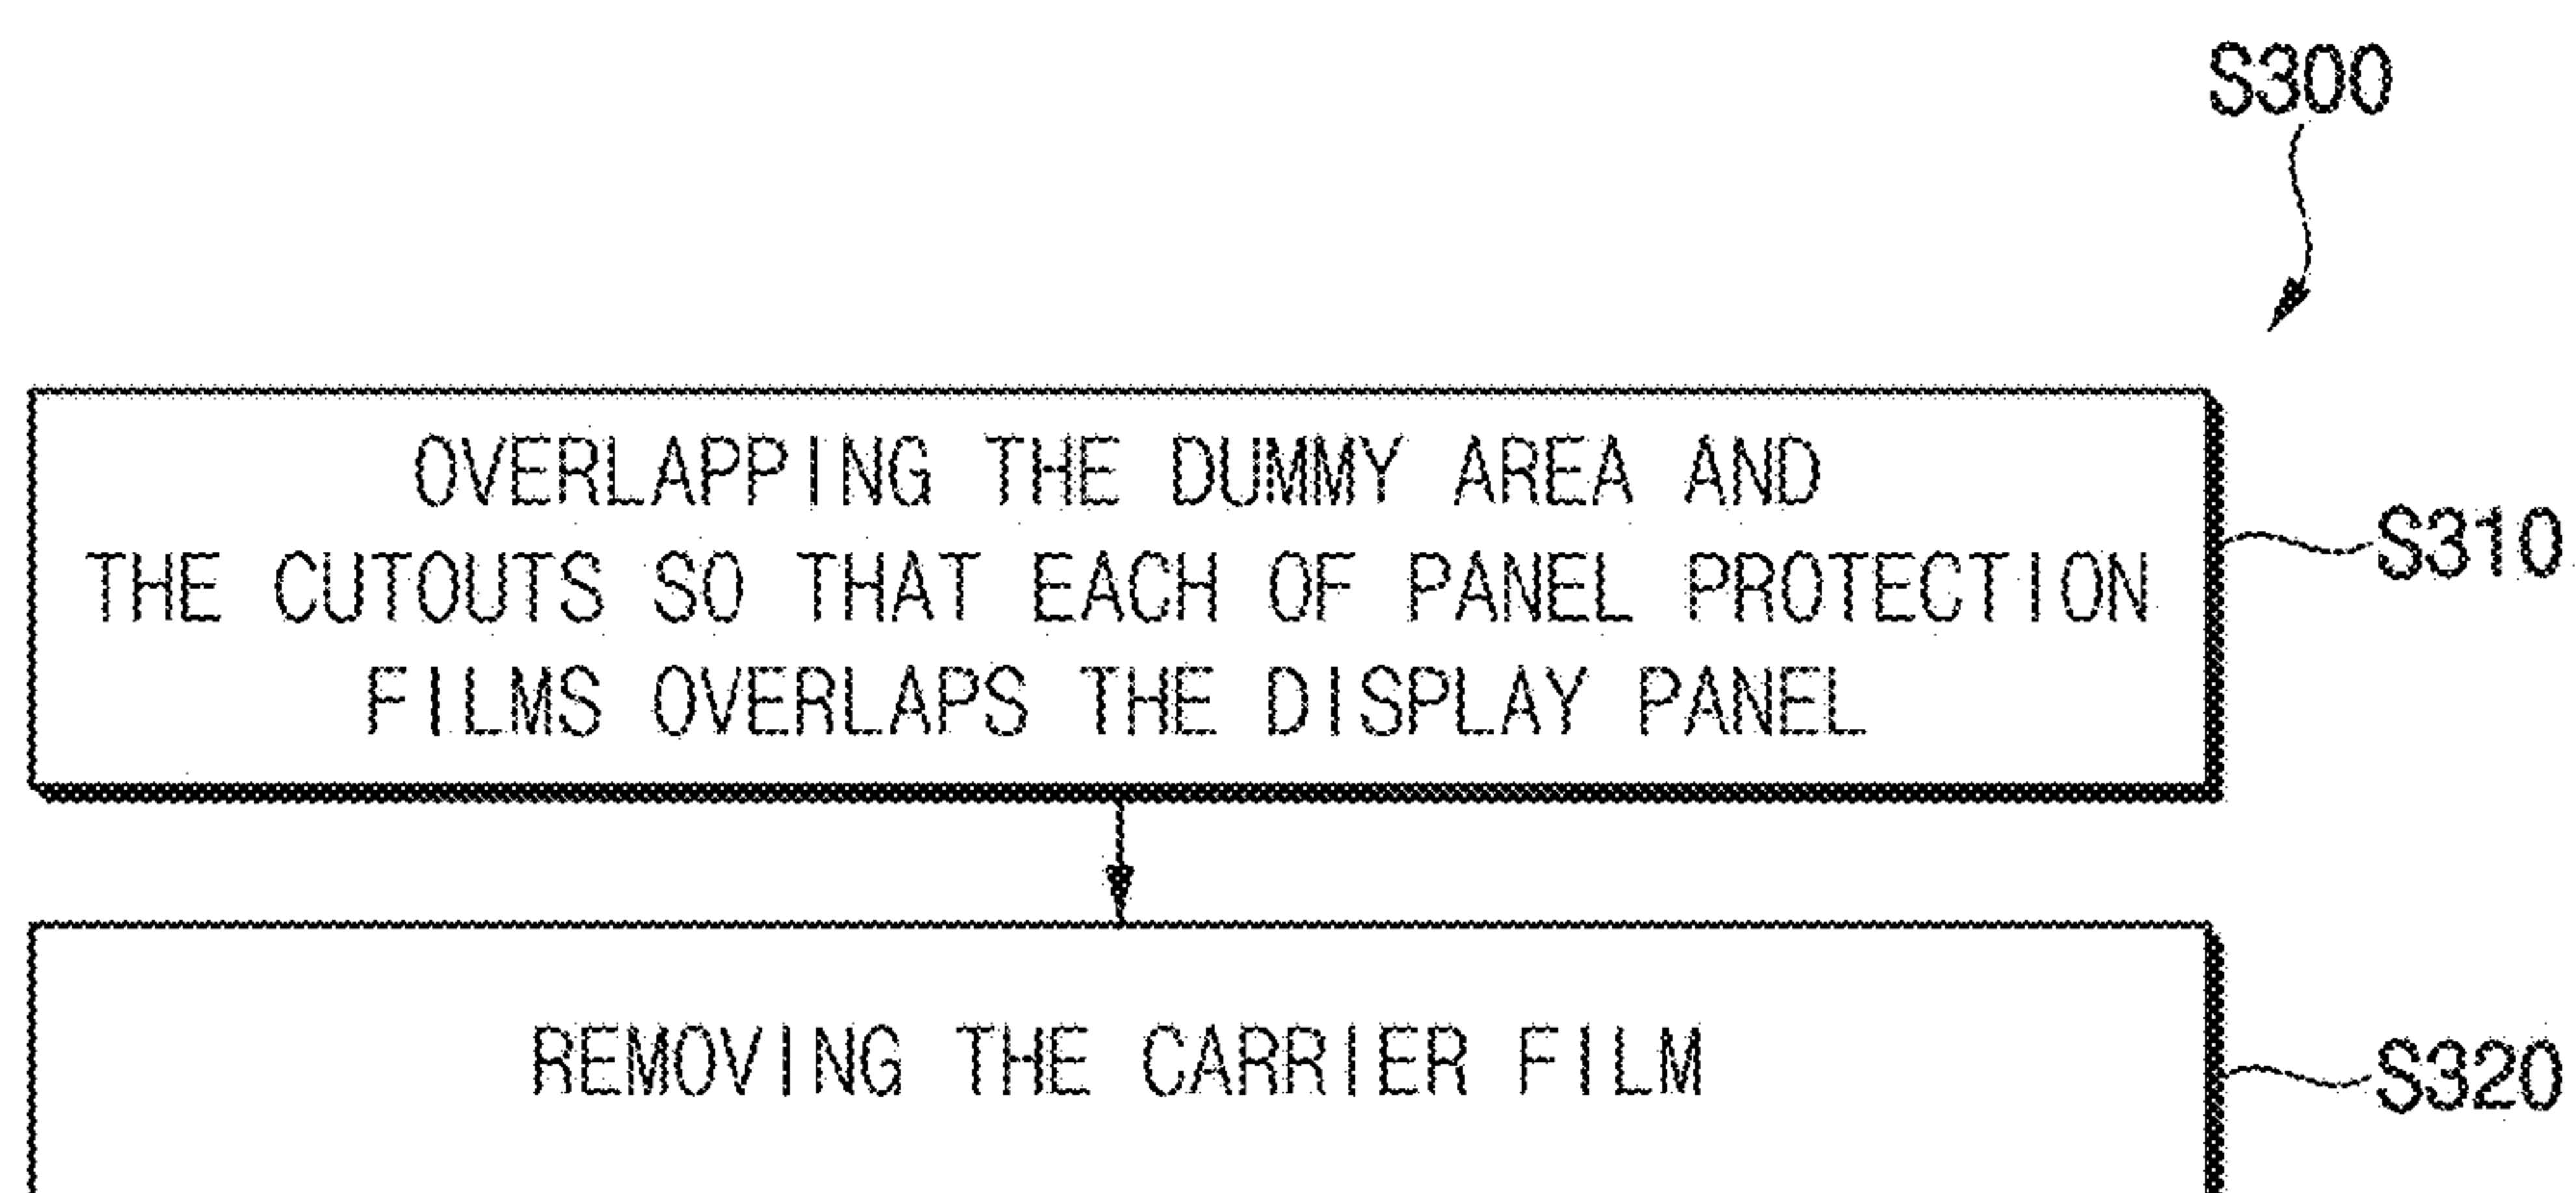 S300
OVERLAPPING THE DUMMY AREA AND
THE CUTOUTS SO THAT EACH OF PANEL PROTECTION
FILMS OVERLAPS THE DISPLAY PANEL
S310
REMOVING THE CARRIER FILM
S320